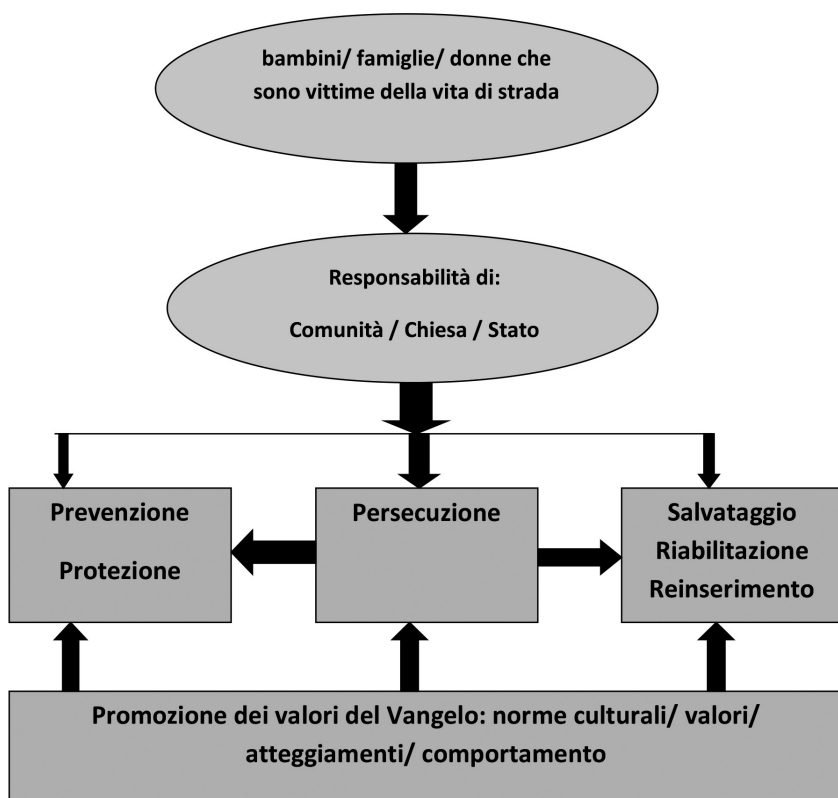 bambini/ famiglie/ donne che
sono vittime della vita di strada
Responsabilità di:
Comunità / Chiesa / Stato
Prevenzione
Protezione
Persecuzione
Salvataggio
Riabilitazione
Reinserimento
Promozione dei valori del Vangelo: norme culturali/ valori/
atteggiamenti/ comportamento